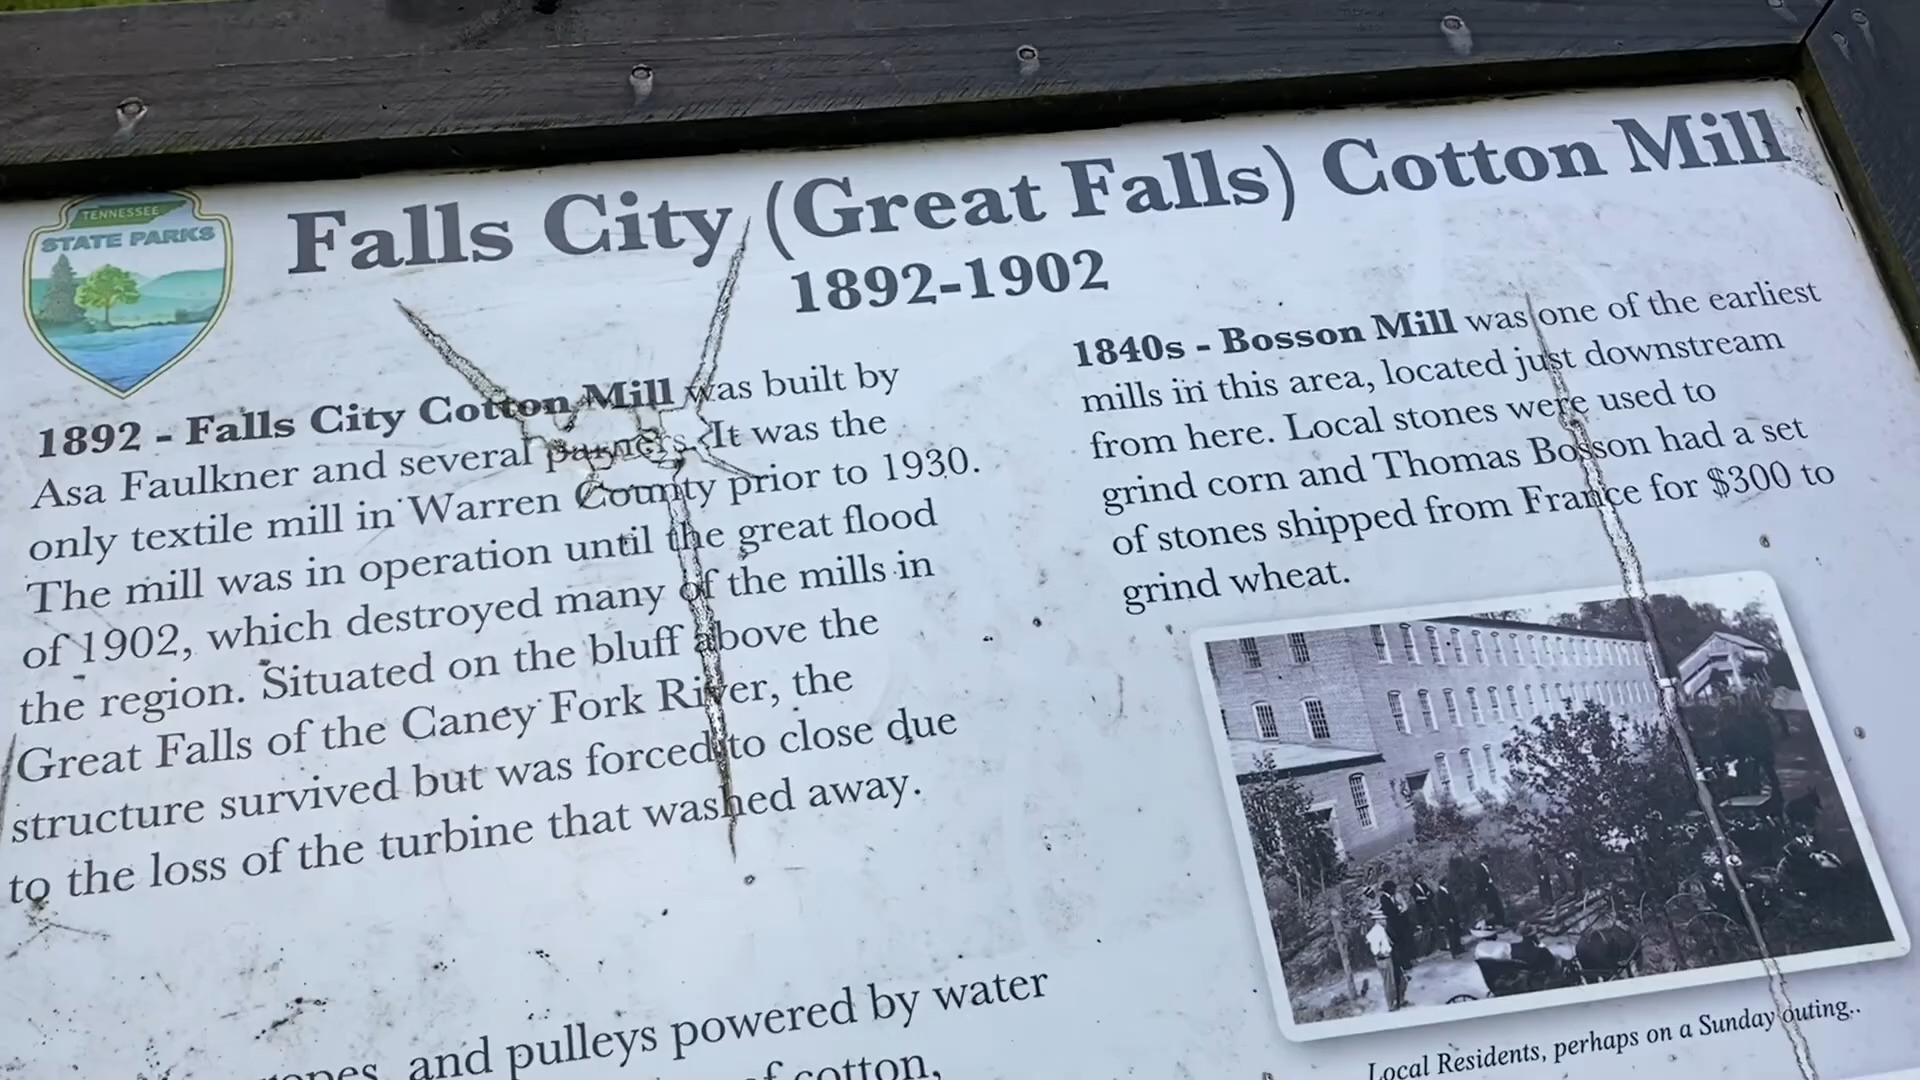 TENNESSEE
STATE PARKS
Falls City (Great Falls) Cotton Mill
1892-1902
1892 - Falls City Cotton Mill was built by
Asa Faulkner and several partners. It was the
only textile mill in Warren County prior to 1930.
The mill was in operation until the great flood
of 1902, which destroyed many of the mills in
the region. Situated on the bluff above the
Great Falls of the Caney Fork River, the
structure survived but was forced to close due
to the loss of the turbine that washed away.
and pulleys powered by water
of cotton,
1840s - Bosson Mill was one of the earliest
mills in this area, located just downstream
from here. Local stones were used to
grind corn and Thomas Bosson had a set
of stones shipped from France for $300 to
grind wheat.
Local Residents, perhaps on a Sunday outing..